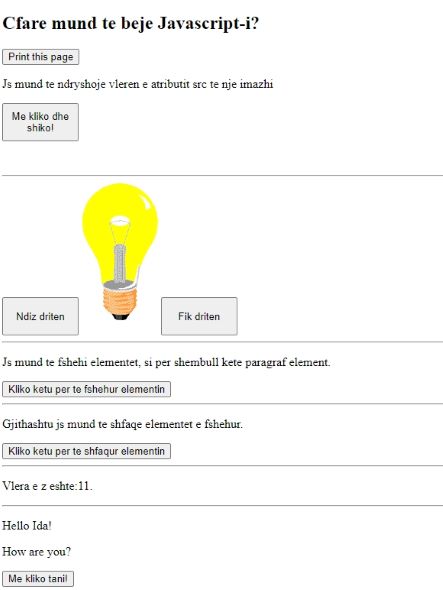 Cfare mund te beje Javascript-i?
Print this page
Js mund te ndryshoje vleren e atributit src te nje imazhi
Me kliko dhe
shiko!
Ndiz driten
Fik driten
Js mund te fshehi elementet, si per shembull kete paragraf element.
Kliko ketu per te fshehur elementin
Gjithashtu js mund te shfaqe elementet e fshehur.
Kliko ketu per te shfaqur elementin
Vlera e z eshte:11.
Hello Ida!
How are you?
Me kliko tani!